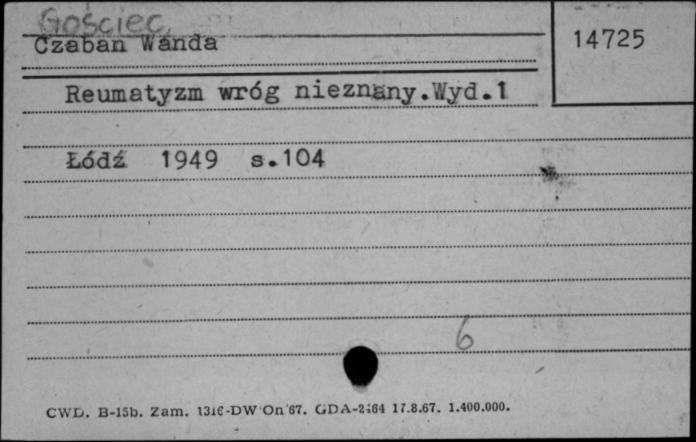 Gościec
Czaban Wanda
14725
Reumatyzm wróg nieznany.Wyd.1
Łódź 1949 s.104
6
CWD. B-15b. Zam. 1316-DW On 67. GDA-2464 17.8.67. 1.400.000.